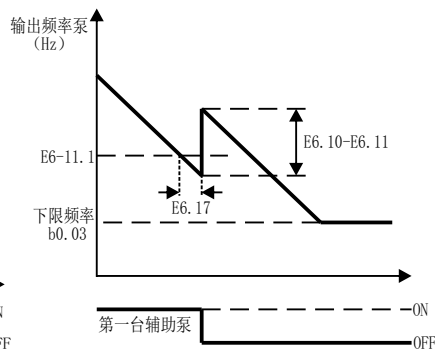 输出频率泵
(Hz)
E6-11.1
E6.10-E6.11
E6.17
下限频率
b0.03
第一台辅助泵
ON
OFF